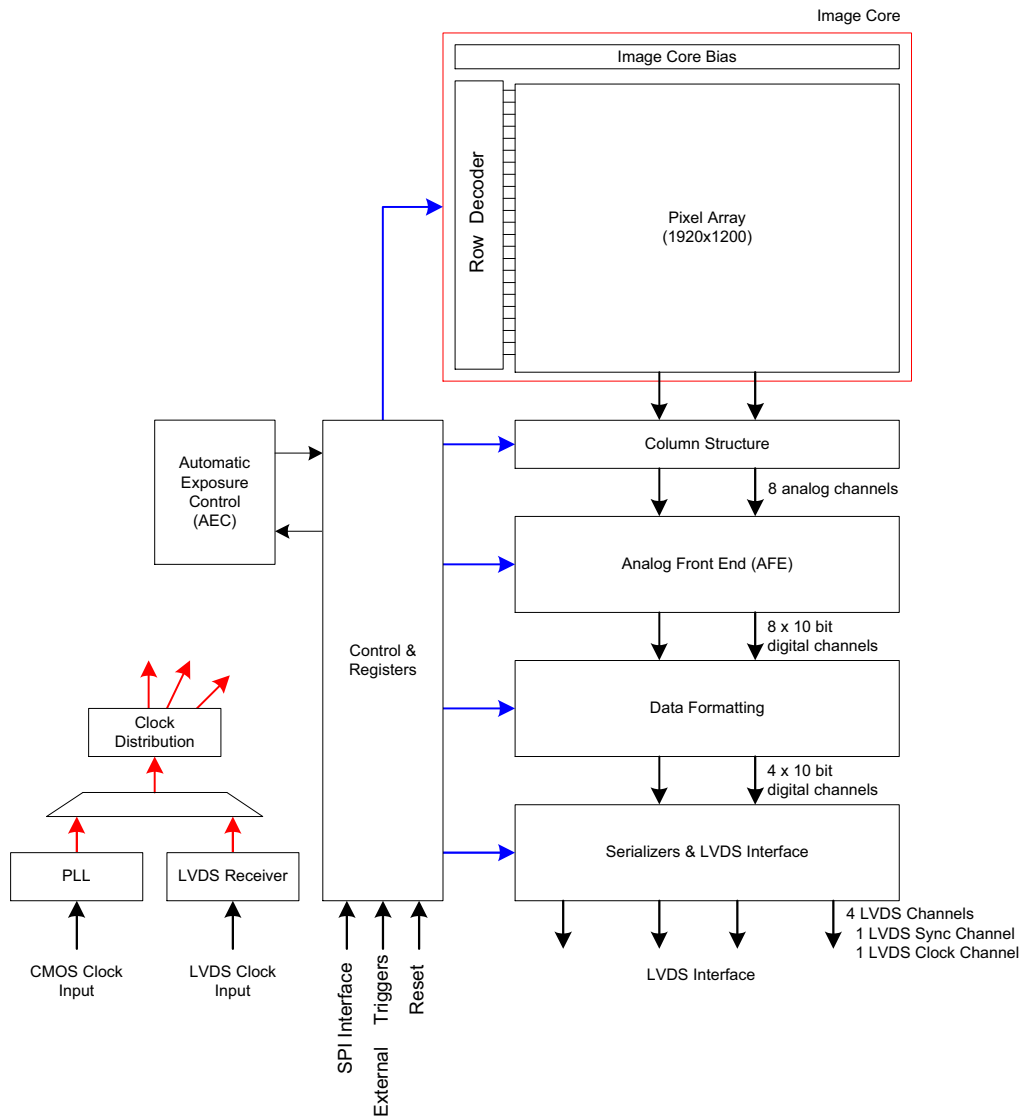 Image Core
Image Core Bias
Row Decoder
Pixel Array
(1920x1200)
Automatic
Exposure
Control
(AEC)
Column Structure
8 analog channels
Analog Front End (AFE)
8 x 10 bit
digital channels
Control &
Registers
Data Formatting
Clock
Distribution
4 x 10 bit
digital channels
PLL
LVDS Receiver
Serializers & LVDS Interface
4 LVDS Channels
1 LVDS Sync Channel
1 LVDS Clock Channel
LVDS Interface
CMOS Clock
Input
LVDS Clock
Input
SPI Interface
External Triggers
Reset